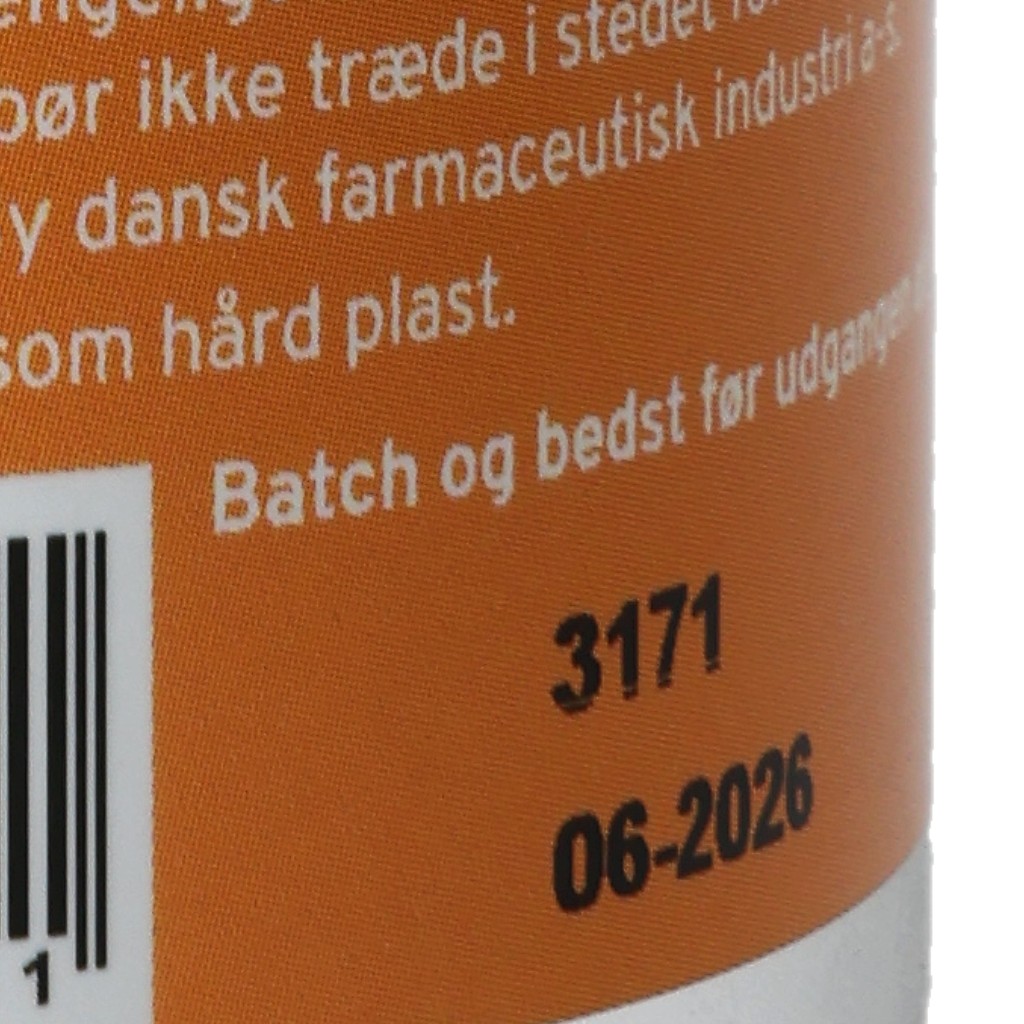 bør ikke træde i stedet for
y dansk farmaceutisk industri a-s.
som hård plast.
Batch og bedst før udgangen
3171
06-2026
1